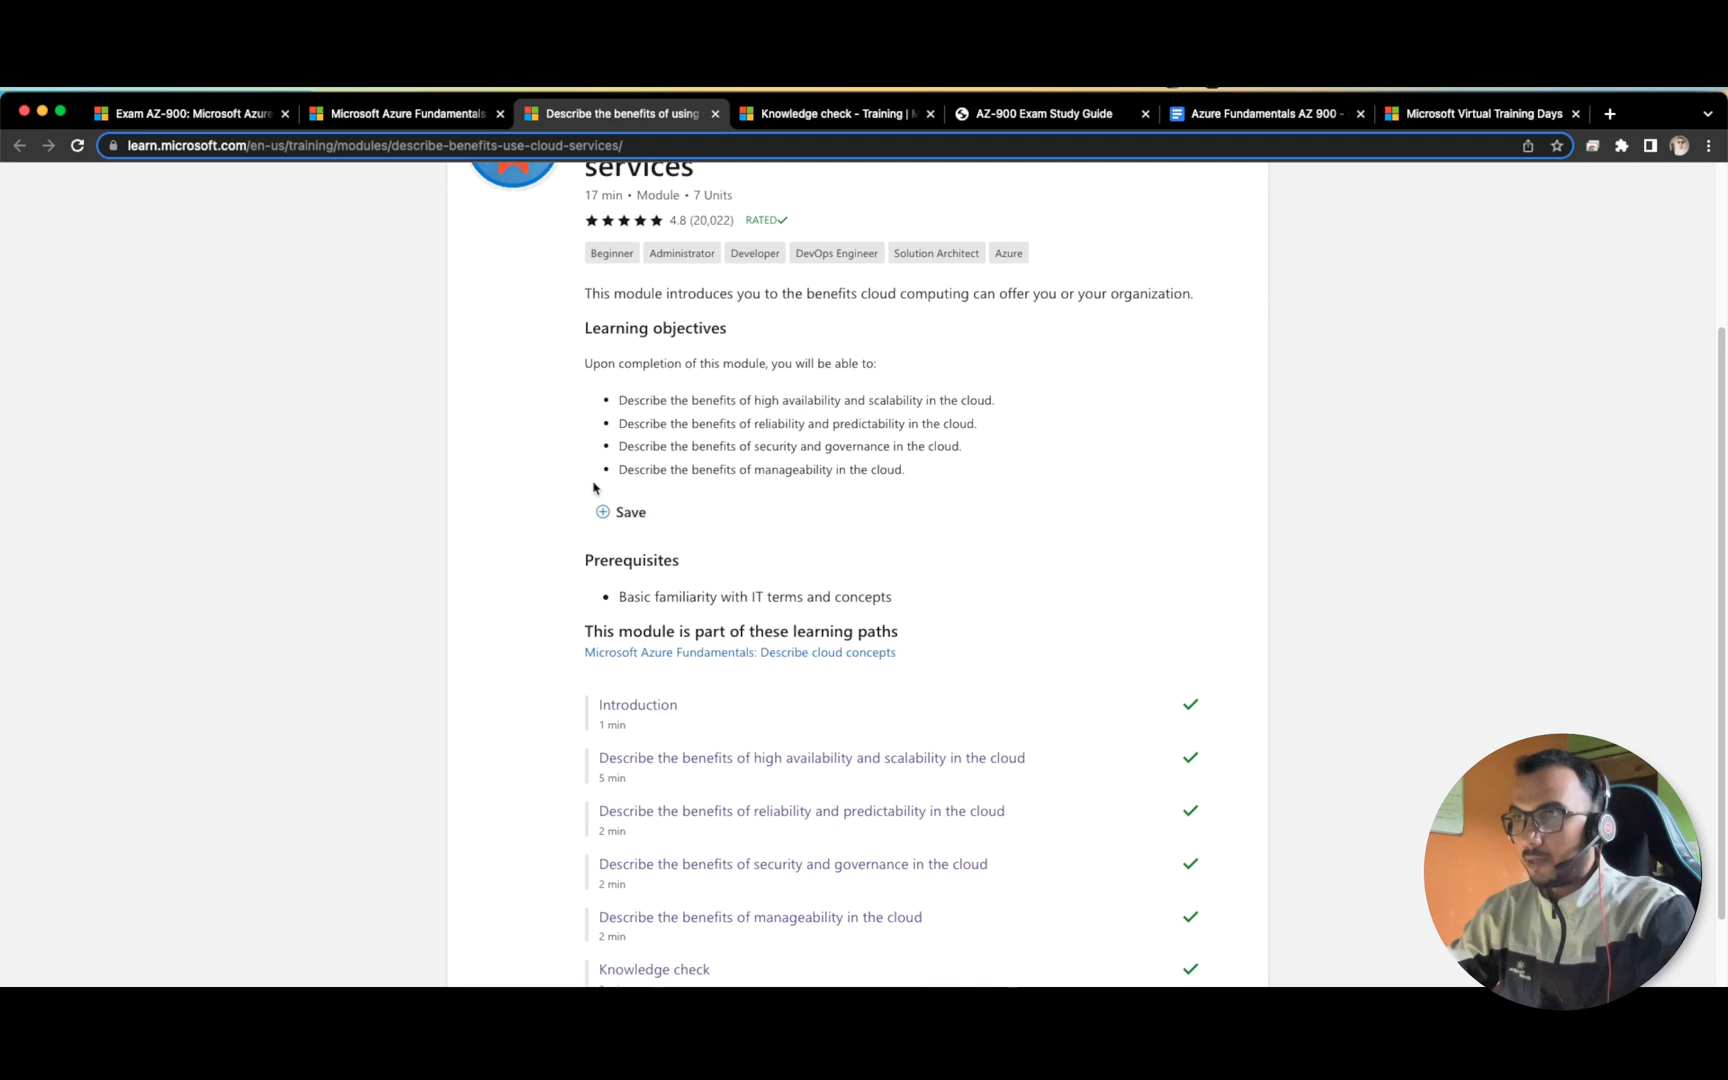 Exam AZ-900: Microsoft Azure
Microsoft Azure Fundamentals
Describe the benefits of using
Knowledge check - Training |
AZ-900 Exam Study Guide
Azure Fundamentals AZ 900 -
Microsoft Virtual Training Days
learn.microsoft.com/en-us/training/modules/describe-benefits-use-cloud-services/
services
17 min • Module • 7 Units
4.8 (20,022) RATED
Beginner Administrator Developer DevOps Engineer Solution Architect Azure
This module introduces you to the benefits cloud computing can offer you or your organization.
Learning objectives
Upon completion of this module, you will be able to:
• Describe the benefits of high availability and scalability in the cloud.
• Describe the benefits of reliability and predictability in the cloud.
• Describe the benefits of security and governance in the cloud.
• Describe the benefits of manageability in the cloud.
Save
Prerequisites
• Basic familiarity with IT terms and concepts
This module is part of these learning paths
Microsoft Azure Fundamentals: Describe cloud concepts
Introduction
1 min
Describe the benefits of high availability and scalability in the cloud
5 min
Describe the benefits of reliability and predictability in the cloud
2 min
Describe the benefits of security and governance in the cloud
2 min
Describe the benefits of manageability in the cloud
2 min
Knowledge check